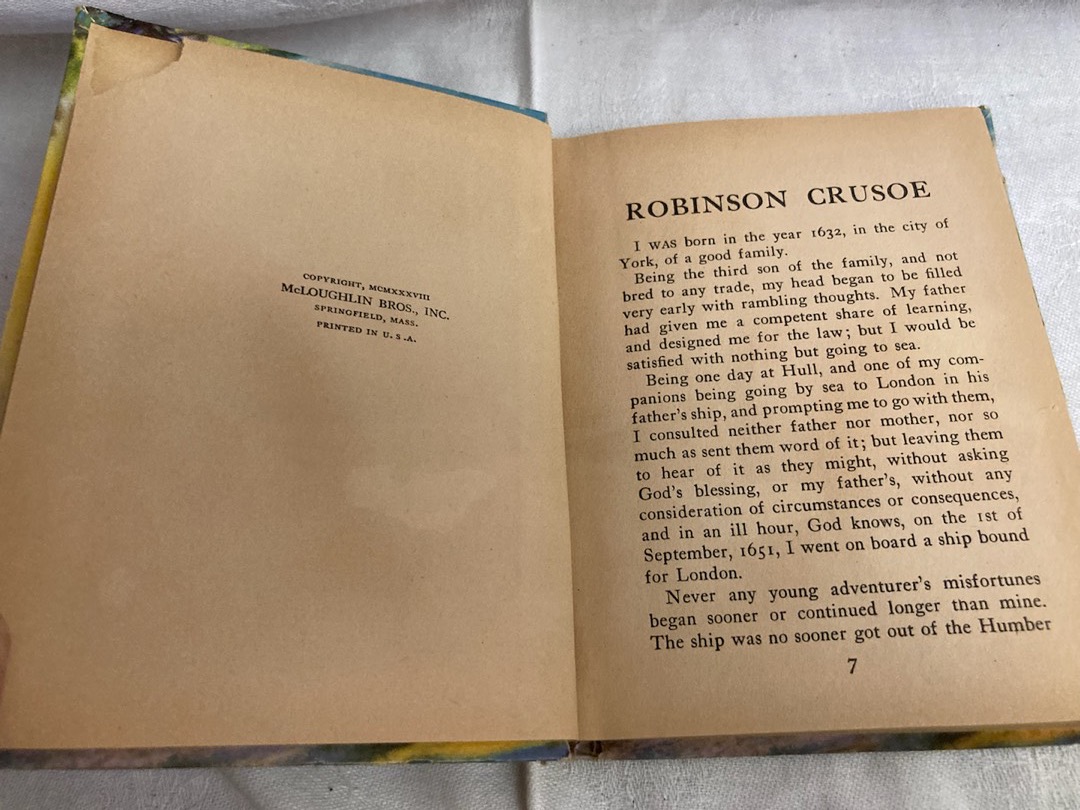 COPYRIGHT, MCMXXXVIII
McLOUGHLIN BROS., INC.
SPRINGFIELD, MASS.
PRINTED IN U. S .A.
ROBINSON CRUSOE
I WAS born in the year 1632, in the city of
York, of a good family.
Being the third son of the family, and not
bred to any trade, my head began to be filled
very early with rambling thoughts. My father
had given me a competent share of learning,
and designed me for the law; but I would be
satisfied with nothing but going to sea.
Being one day at Hull, and one of my com-
panions being going by sea to London in his
father's ship, and prompting me to go with them,
I consulted neither father nor mother, nor so
much as sent them word of it; but leaving them
to hear of it as they might, without asking
God's blessing, or my father's, without any
consideration of circumstances or consequences,
and in an ill hour, God knows, on the 1st of
September, 1651, I went on board a ship bound
for London.
Never any young adventurer's misfortunes
began sooner or continued longer than mine.
The ship was no sooner got out of the Humber
7